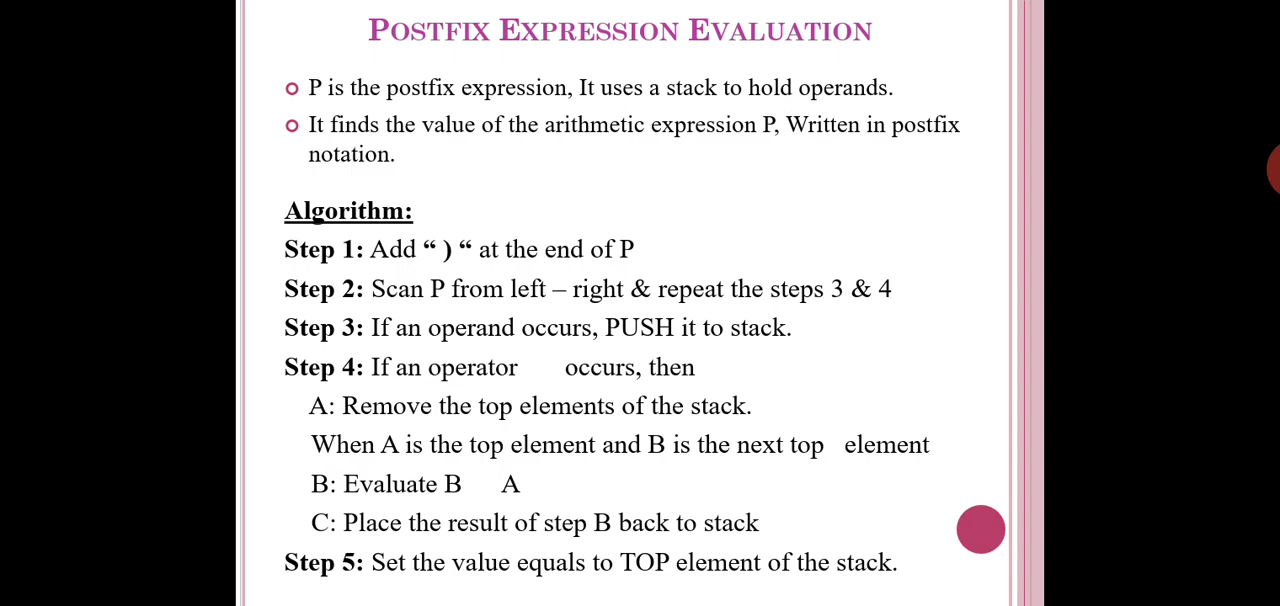 POSTFIX EXPRESSION EVALUATION
P is the postfix expression, It uses a stack to hold operands.
It finds the value of the arithmetic expression P, Written in postfix
notation.
Algorithm:
Step 1: Add “ ) “ at the end of P
Step 2: Scan P from left – right & repeat the steps 3 & 4
Step 3: If an operand occurs, PUSH it to stack.
Step 4: If an operator occurs, then
A: Remove the top elements of the stack.
When A is the top element and B is the next top element
B: Evaluate B A
C: Place the result of step B back to stack
Step 5: Set the value equals to TOP element of the stack.